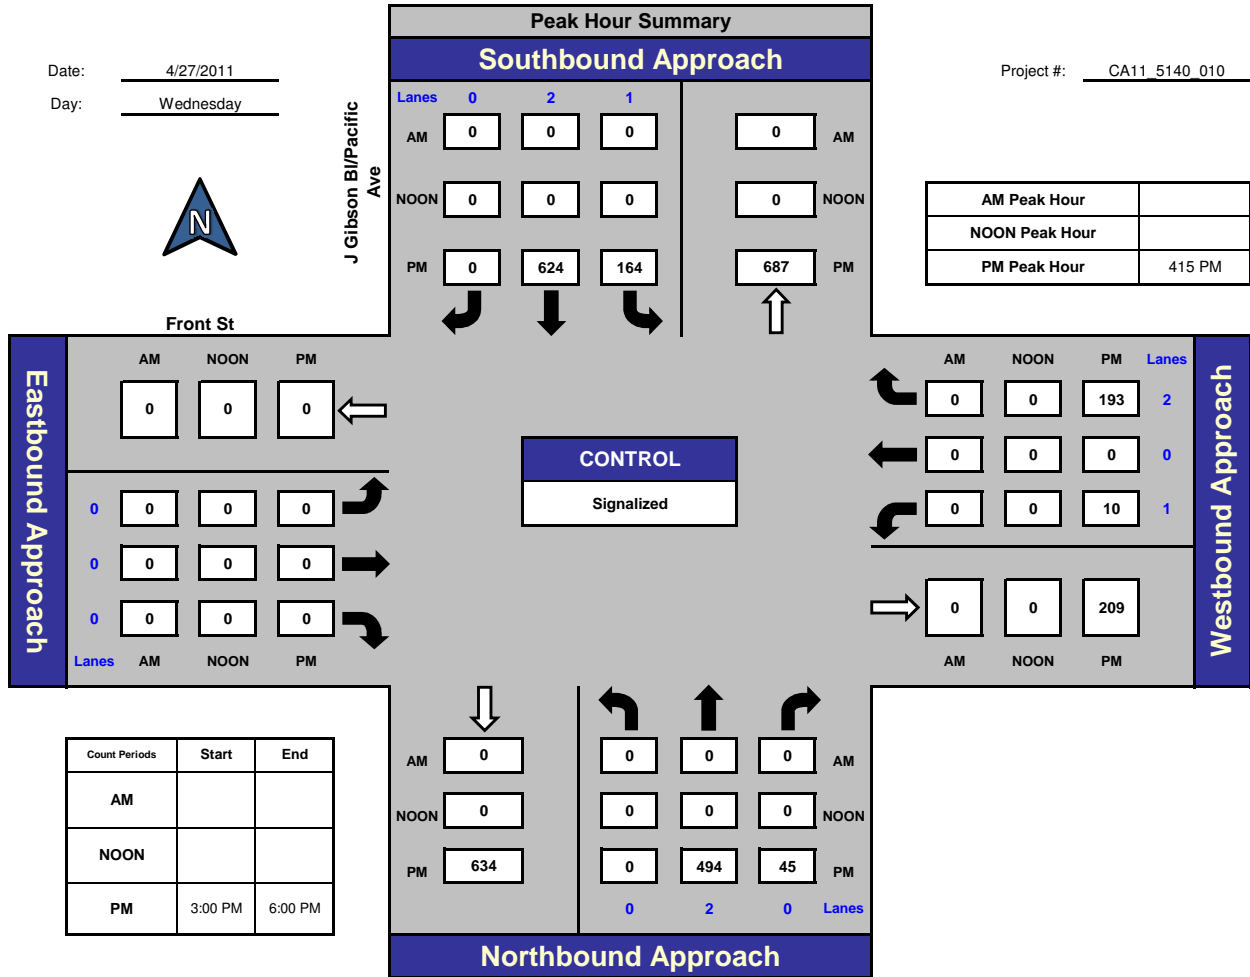 Peak Hour Summary
Southbound Approach
Date: 4/27/2011
Project #: CA11_5140_010
Day: Wednesday
J Gibson Bl/Pacific
Ave
Lanes 0 2 1
AM 0 0 0 0 AM
NOON 0 0 0 0 NOON
PM 0 624 164 687 PM
N
AM Peak Hour
NOON Peak Hour
PM Peak Hour 415 PM
Front St
Eastbound Approach
AM NOON PM
0 0 0
0 0 0 0
0 0 0 0
0 0 0 0
Lanes AM NOON PM
CONTROL
Signalized
AM NOON PM Lanes
0 0 193 2
0 0 0 0
0 0 10 1
0 0 209
AM NOON PM
Westbound Approach
Count Periods Start End
AM
NOON
PM 3:00 PM 6:00 PM
AM 0 0 0 0 AM
NOON 0 0 0 0 NOON
PM 634 0 494 45 PM
0 2 0 Lanes
Northbound Approach